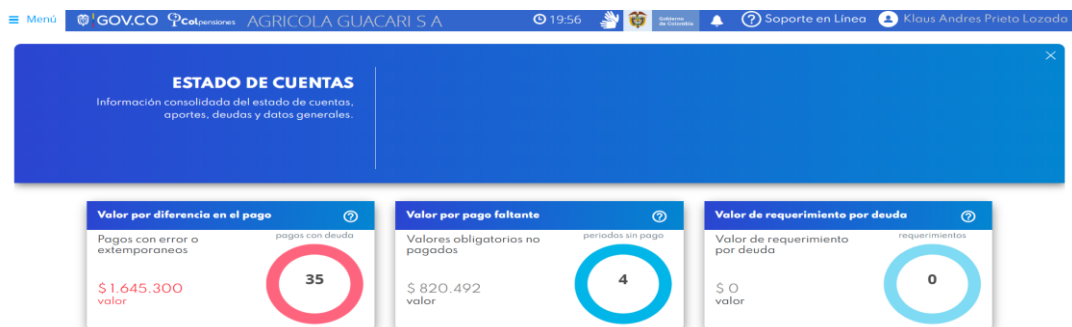 Menú GOV.CO Colpensiones AGRICOLA GUACARI S A 19:56 Gobierno de Colombia Soporte en Línea Klaus Andres Prieto Lozada
ESTADO DE CUENTAS
Información consolidada del estado de cuentas,
aportes, deudas y datos generales.
Valor por diferencia en el pago
Pagos con error o
extemporaneos
pagos con deuda
35
$ 1.645.300
valor
Valor por pago faltante
Valores obligatorios no
pagados
periodos sin pago
4
$ 820.492
valor
Valor de requerimiento por deuda
Valor de requerimiento
por deuda
requerimientos
0
$ 0
valor